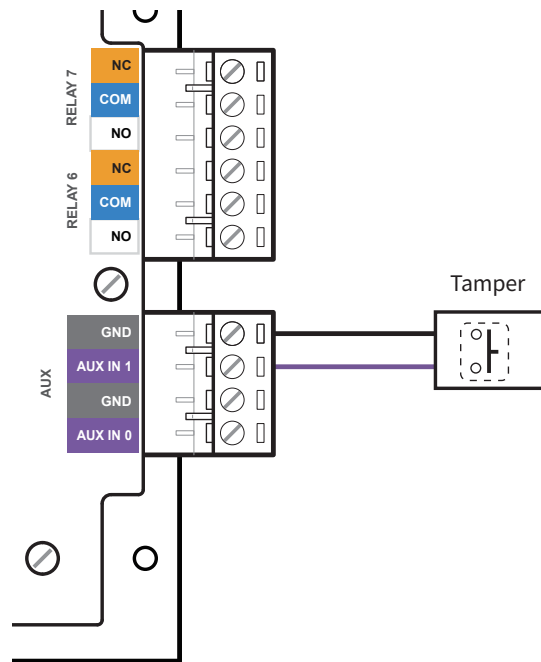 RELAY 7
NC
COM
NO
RELAY 6
NC
COM
NO
Tamper
AUX
GND
AUX IN 1
GND
AUX IN 0